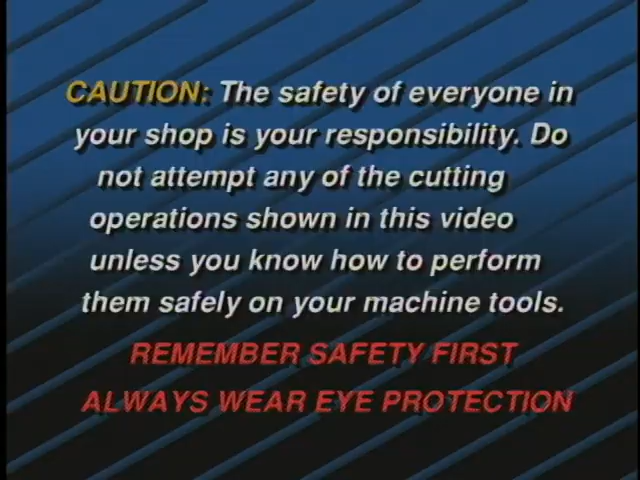 CAUTION: The safety of everyone in
your shop is your responsibility. Do
not attempt any of the cutting
operations shown in this video
unless you know how to perform
them safely on your machine tools.
REMEMBER SAFETY FIRST
ALWAYS WEAR EYE PROTECTION